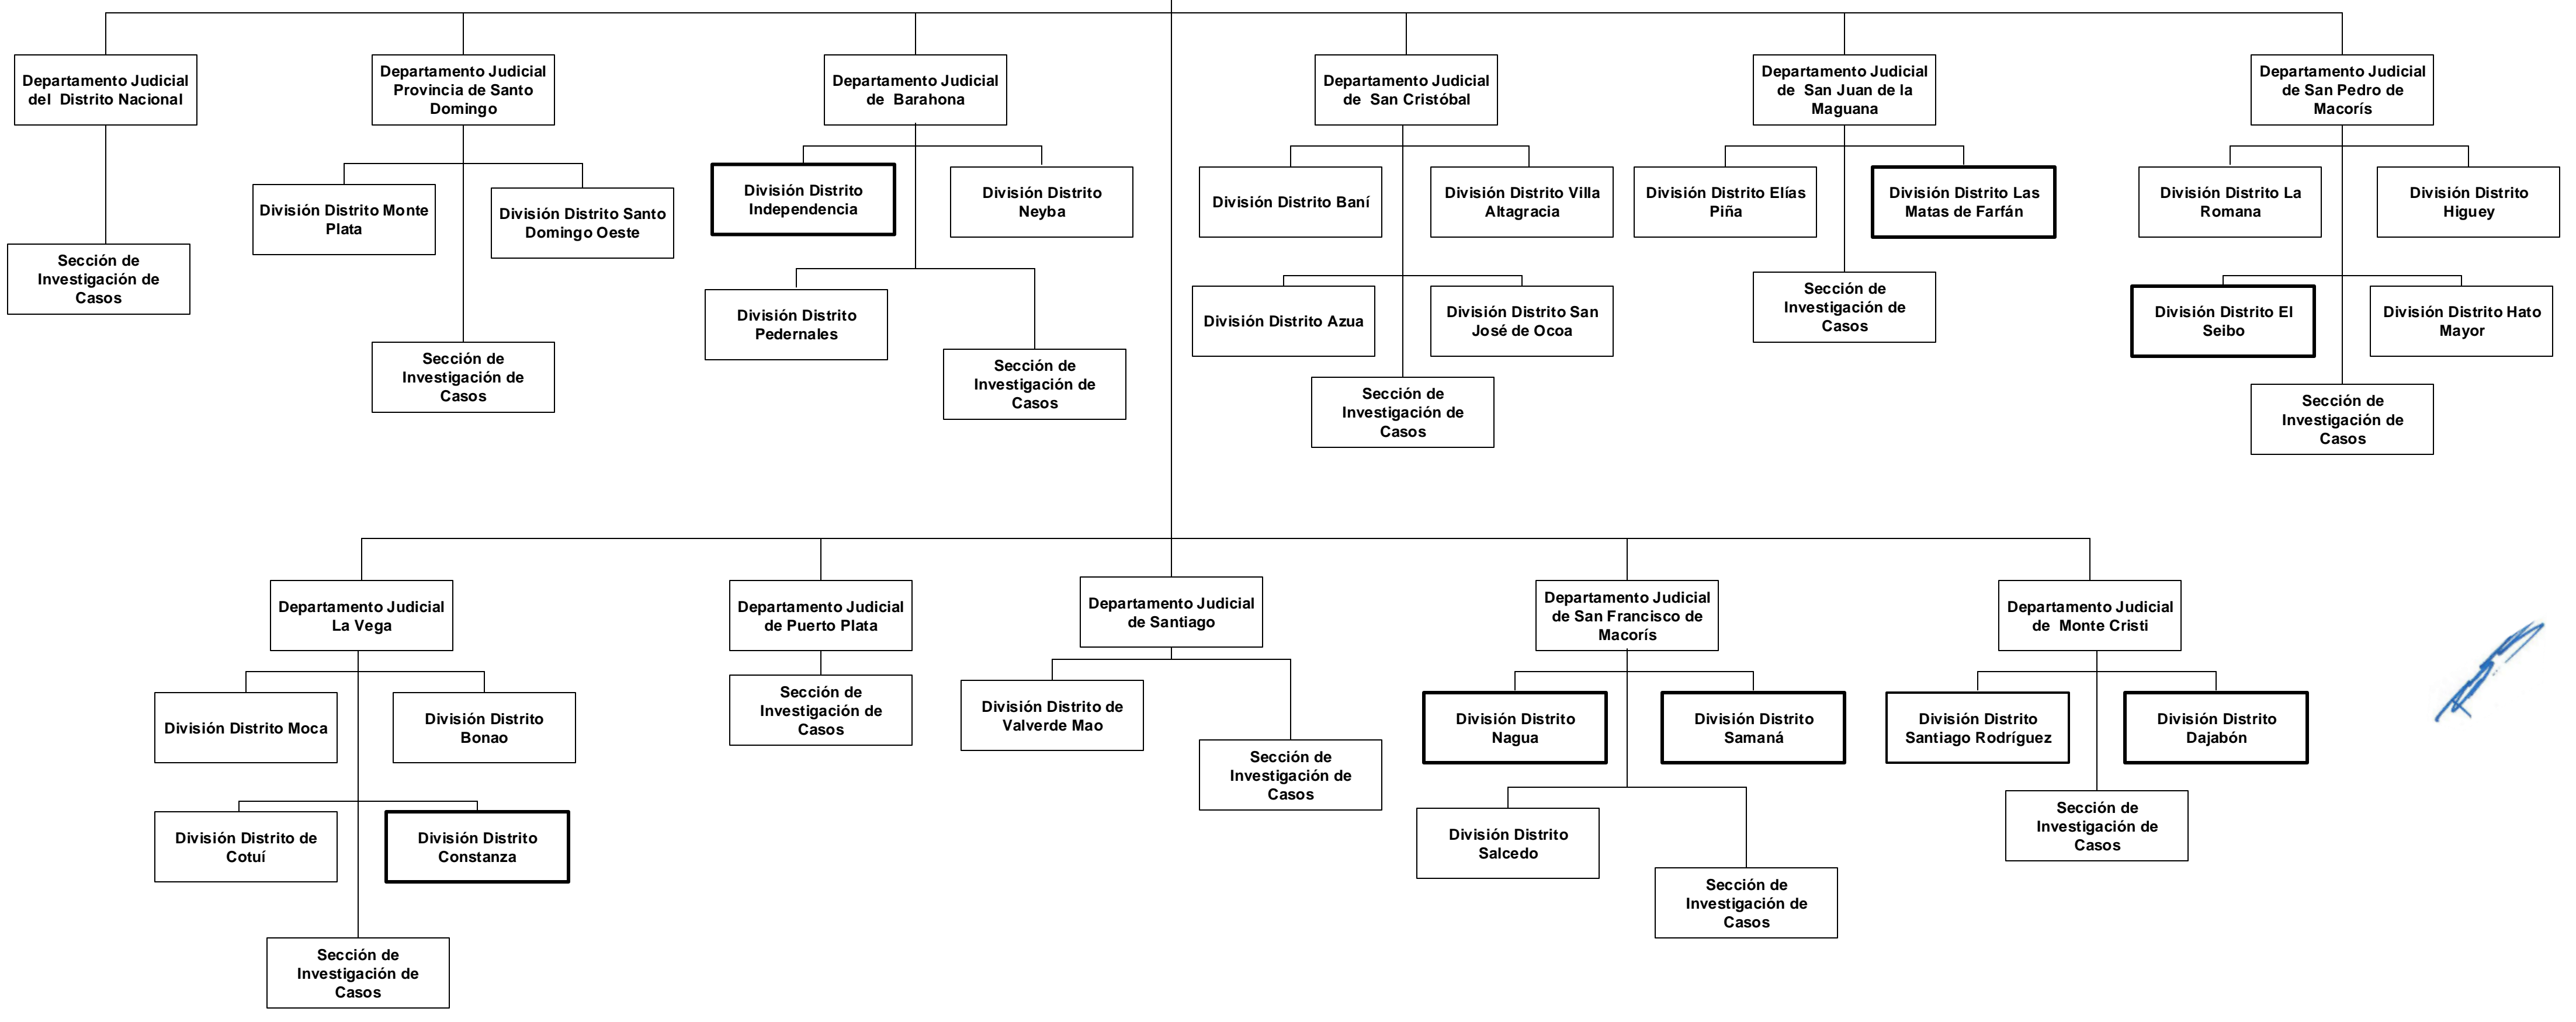 Departamento Judicial
del Distrito Nacional
Departamento Judicial
Provincia de Santo
Domingo
Departamento Judicial
de Barahona
Departamento Judicial
de San Cristóbal
Departamento Judicial
de San Juan de la
Maguana
Departamento Judicial
de San Pedro de
Macorís
División Distrito Monte
Plata
División Distrito Santo
Domingo Oeste
División Distrito
Independencia
División Distrito
Neyba
División Distrito Baní
División Distrito Villa
Altagracia
División Distrito Elías
Piña
División Distrito Las
Matas de Farfán
División Distrito La
Romana
División Distrito
Higuey
Sección de
Investigación de
Casos
Sección de
Investigación de
Casos
División Distrito
Pedernales
Sección de
Investigación de
Casos
División Distrito Azua
División Distrito San
José de Ocoa
Sección de
Investigación de
Casos
Sección de
Investigación de
Casos
División Distrito El
Seibo
División Distrito Hato
Mayor
Sección de
Investigación de
Casos
Departamento Judicial
La Vega
Departamento Judicial
de Puerto Plata
Departamento Judicial
de Santiago
Departamento Judicial
de San Francisco de
Macorís
Departamento Judicial
de Monte Cristi
División Distrito Moca
División Distrito
Bonao
Sección de
Investigación de
Casos
División Distrito de
Valverde Mao
Sección de
Investigación de
Casos
División Distrito
Nagua
División Distrito
Samaná
División Distrito
Santiago Rodríguez
División Distrito
Dajabón
División Distrito de
Cotuí
División Distrito
Constanza
División Distrito
Salcedo
Sección de
Investigación de
Casos
Sección de
Investigación de
Casos
Sección de
Investigación de
Casos